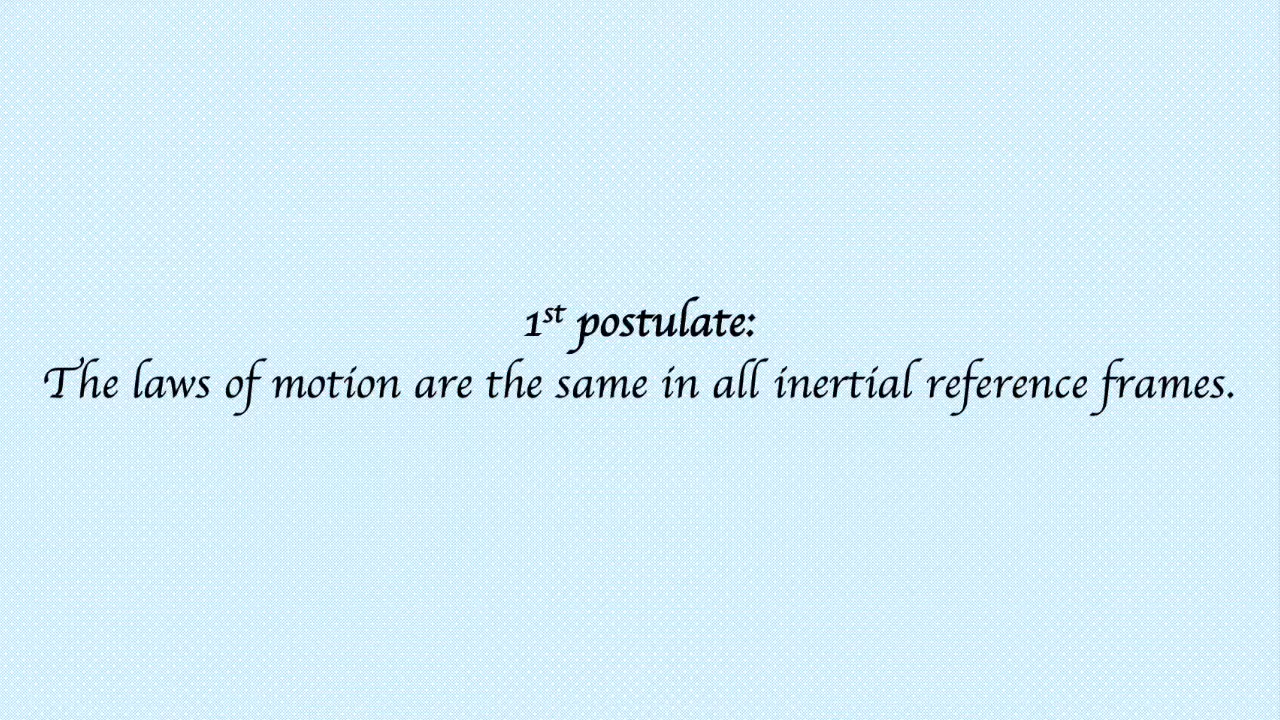 1st postulate:
The laws of motion are the same in all inertial reference frames.